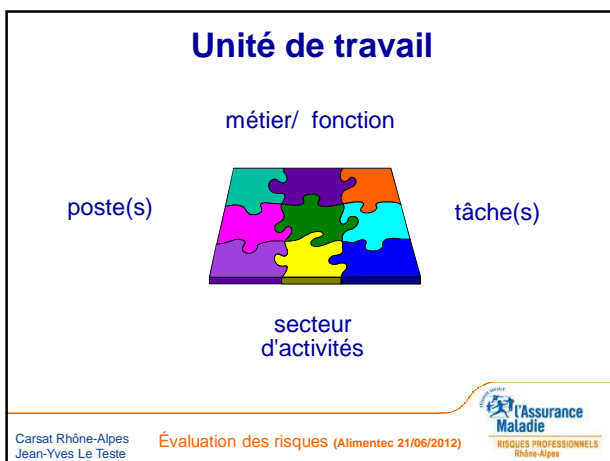 Unité de travail
métier/ fonction
poste(s)
tâche(s)
secteur
d'activités
Carsat Rhône-Alpes
Jean-Yves Le Teste
Évaluation des risques (Alimentec 21/06/2012)
l'Assurance
Maladie
RISQUES PROFESSIONNELS
Rhône-Alpes